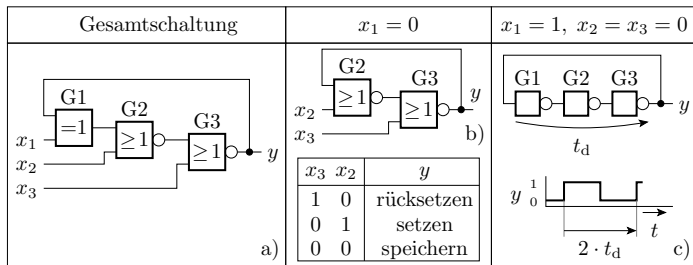 Gesamtschaltung
x₁ = 0
x₁ = 1, x₂ = x₃ = 0
G1
G2
G3
=1
≥1
≥1
x₁
x₂
x₃
y
a)
G2
G3
≥1
≥1
x₂
x₃
y
b)
x₃ x₂ y
1 0 rücksetzen
0 1 setzen
0 0 speichern
G1 G2 G3
y
t_d
y
1
0
t
2 · t_d
c)